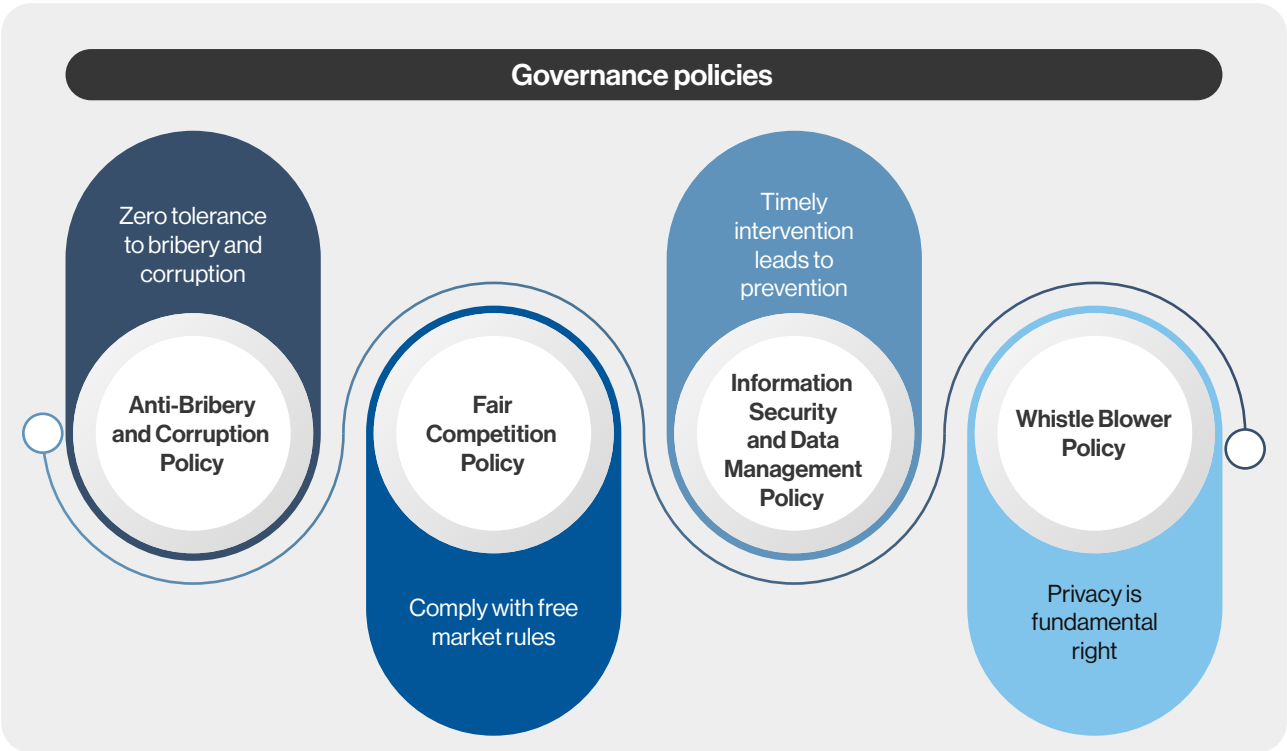 Governance policies
Zero tolerance
to bribery and
corruption
Anti-Bribery
and Corruption
Policy
Fair
Competition
Policy
Comply with free
market rules
Timely
intervention
leads to
prevention
Information
Security
and Data
Management
Policy
Whistle Blower
Policy
Privacy is
fundamental
right